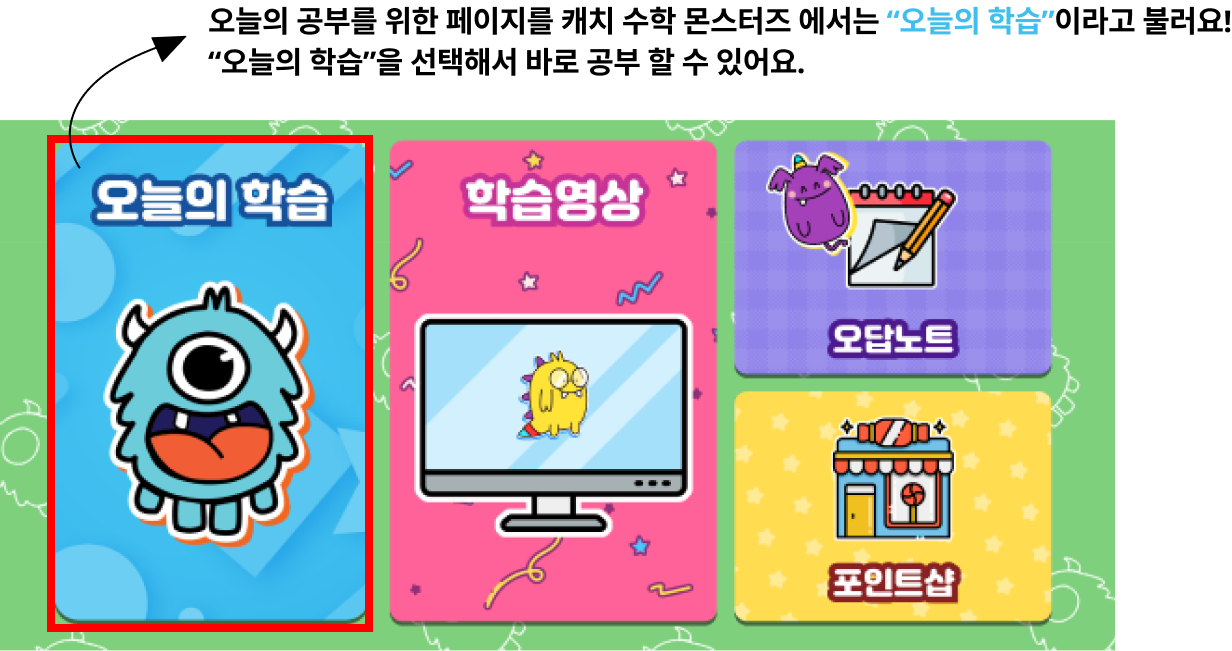 오늘의 공부를 위한 페이지를 캐치 수학 몬스터즈 에서는 “오늘의 학습”이라고 불러요!
“오늘의 학습”을 선택해서 바로 공부 할 수 있어요.
오늘의 학습
학습영상
오답노트
포인트샵